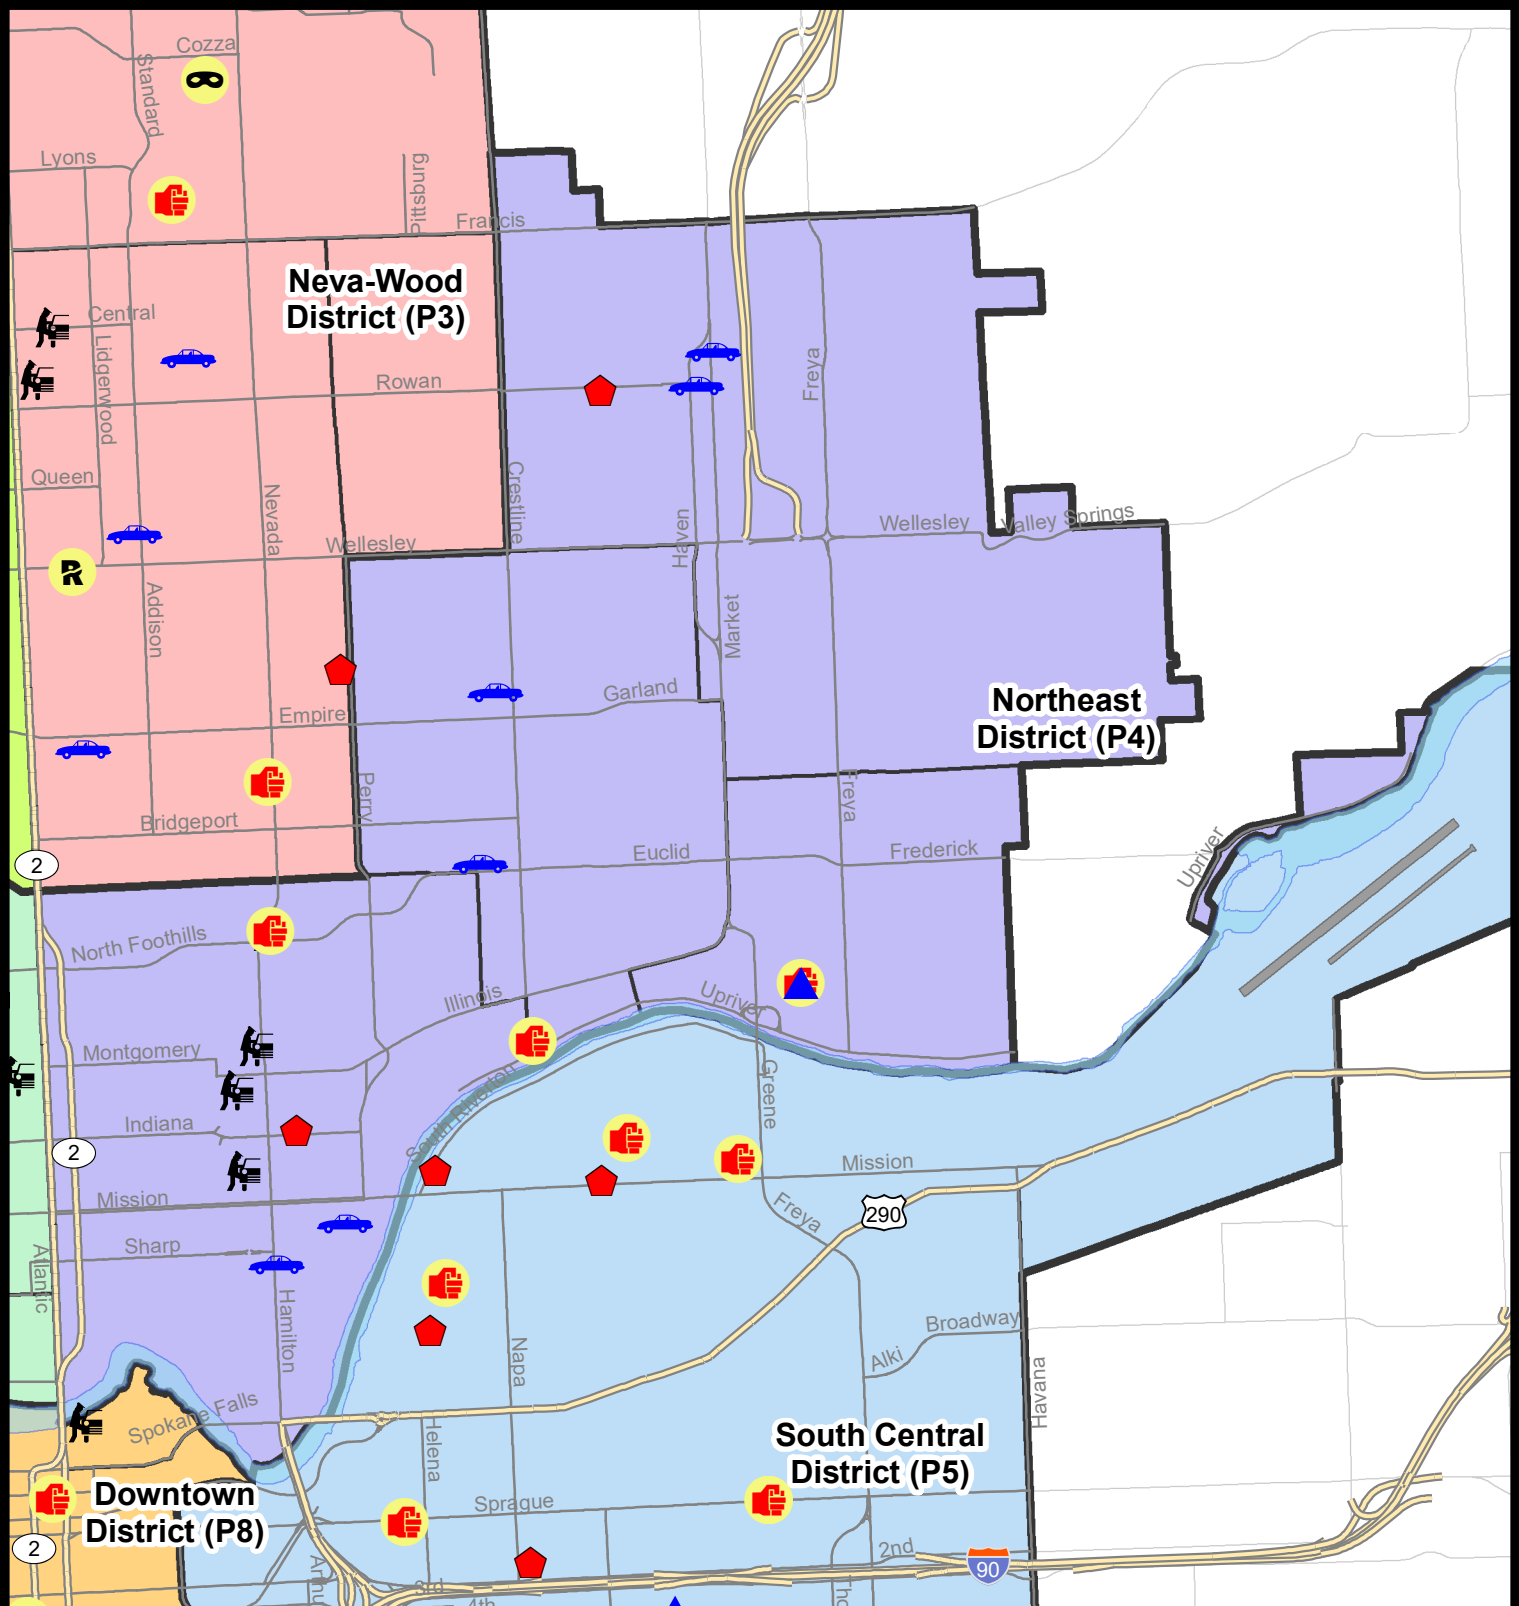 Cozza
Standard
Lyons
Pittsburg
Francis
Neva-Wood
District (P3)
Central
Lidgerwood
Rowan
Freya
Queen
Nevada
Crestline
Haven
Wellesley
Wellesley
Valley Springs
R
Addison
Market
Garland
Northeast
District (P4)
Empire
Perry
Freya
Bridgeport
Euclid
Frederick
Upriver
2
North Foothills
Illinois
Upriver
Montgomery
Greene
South Riverton
Indiana
2
Mission
Mission
Freya
290
Sharp
Atlantic
Hamilton
Napa
Broadway
Alki
Havana
Spokane Falls
Helena
South Central
District (P5)
Downtown
District (P8)
Sprague
2
2nd
90
3rd
4th